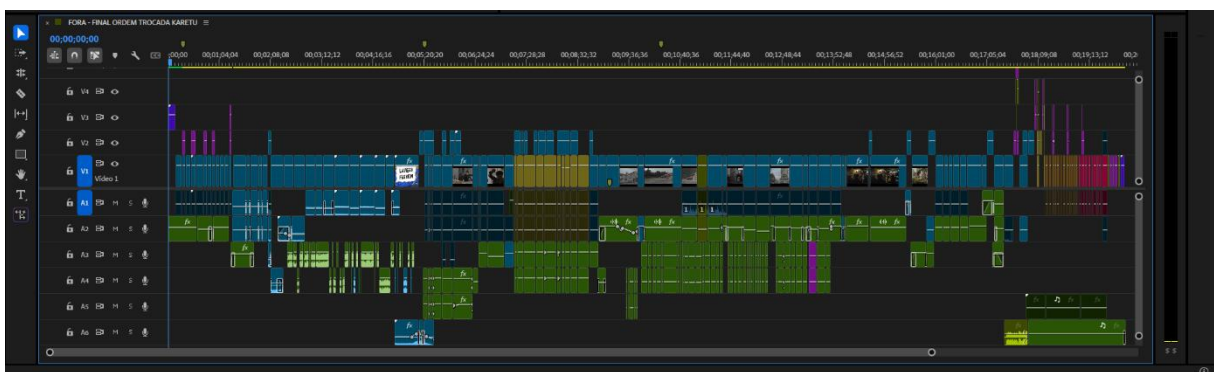 × FORA - FINAL ORDEM TROCADA KARETU ≡
00;00;00;00
;00;00 00;01;04;04 00;02;08;08 00;03;12;12 00;04;16;16 00;05;20;20 00;06;24;24 00;07;28;28 00;08;32;32 00;09;36;36 00;10;40;36 00;11;44;40 00;12;48;44 00;13;52;48 00;14;56;52 00;16;01;00 00;17;05;04 00;18;09;08 00;19;13;12 00;2
V4
V3
V2
V1 Vídeo 1
A1 M S
A2 M S
A3 M S
A4 M S
A5 M S
A6 M S
S S